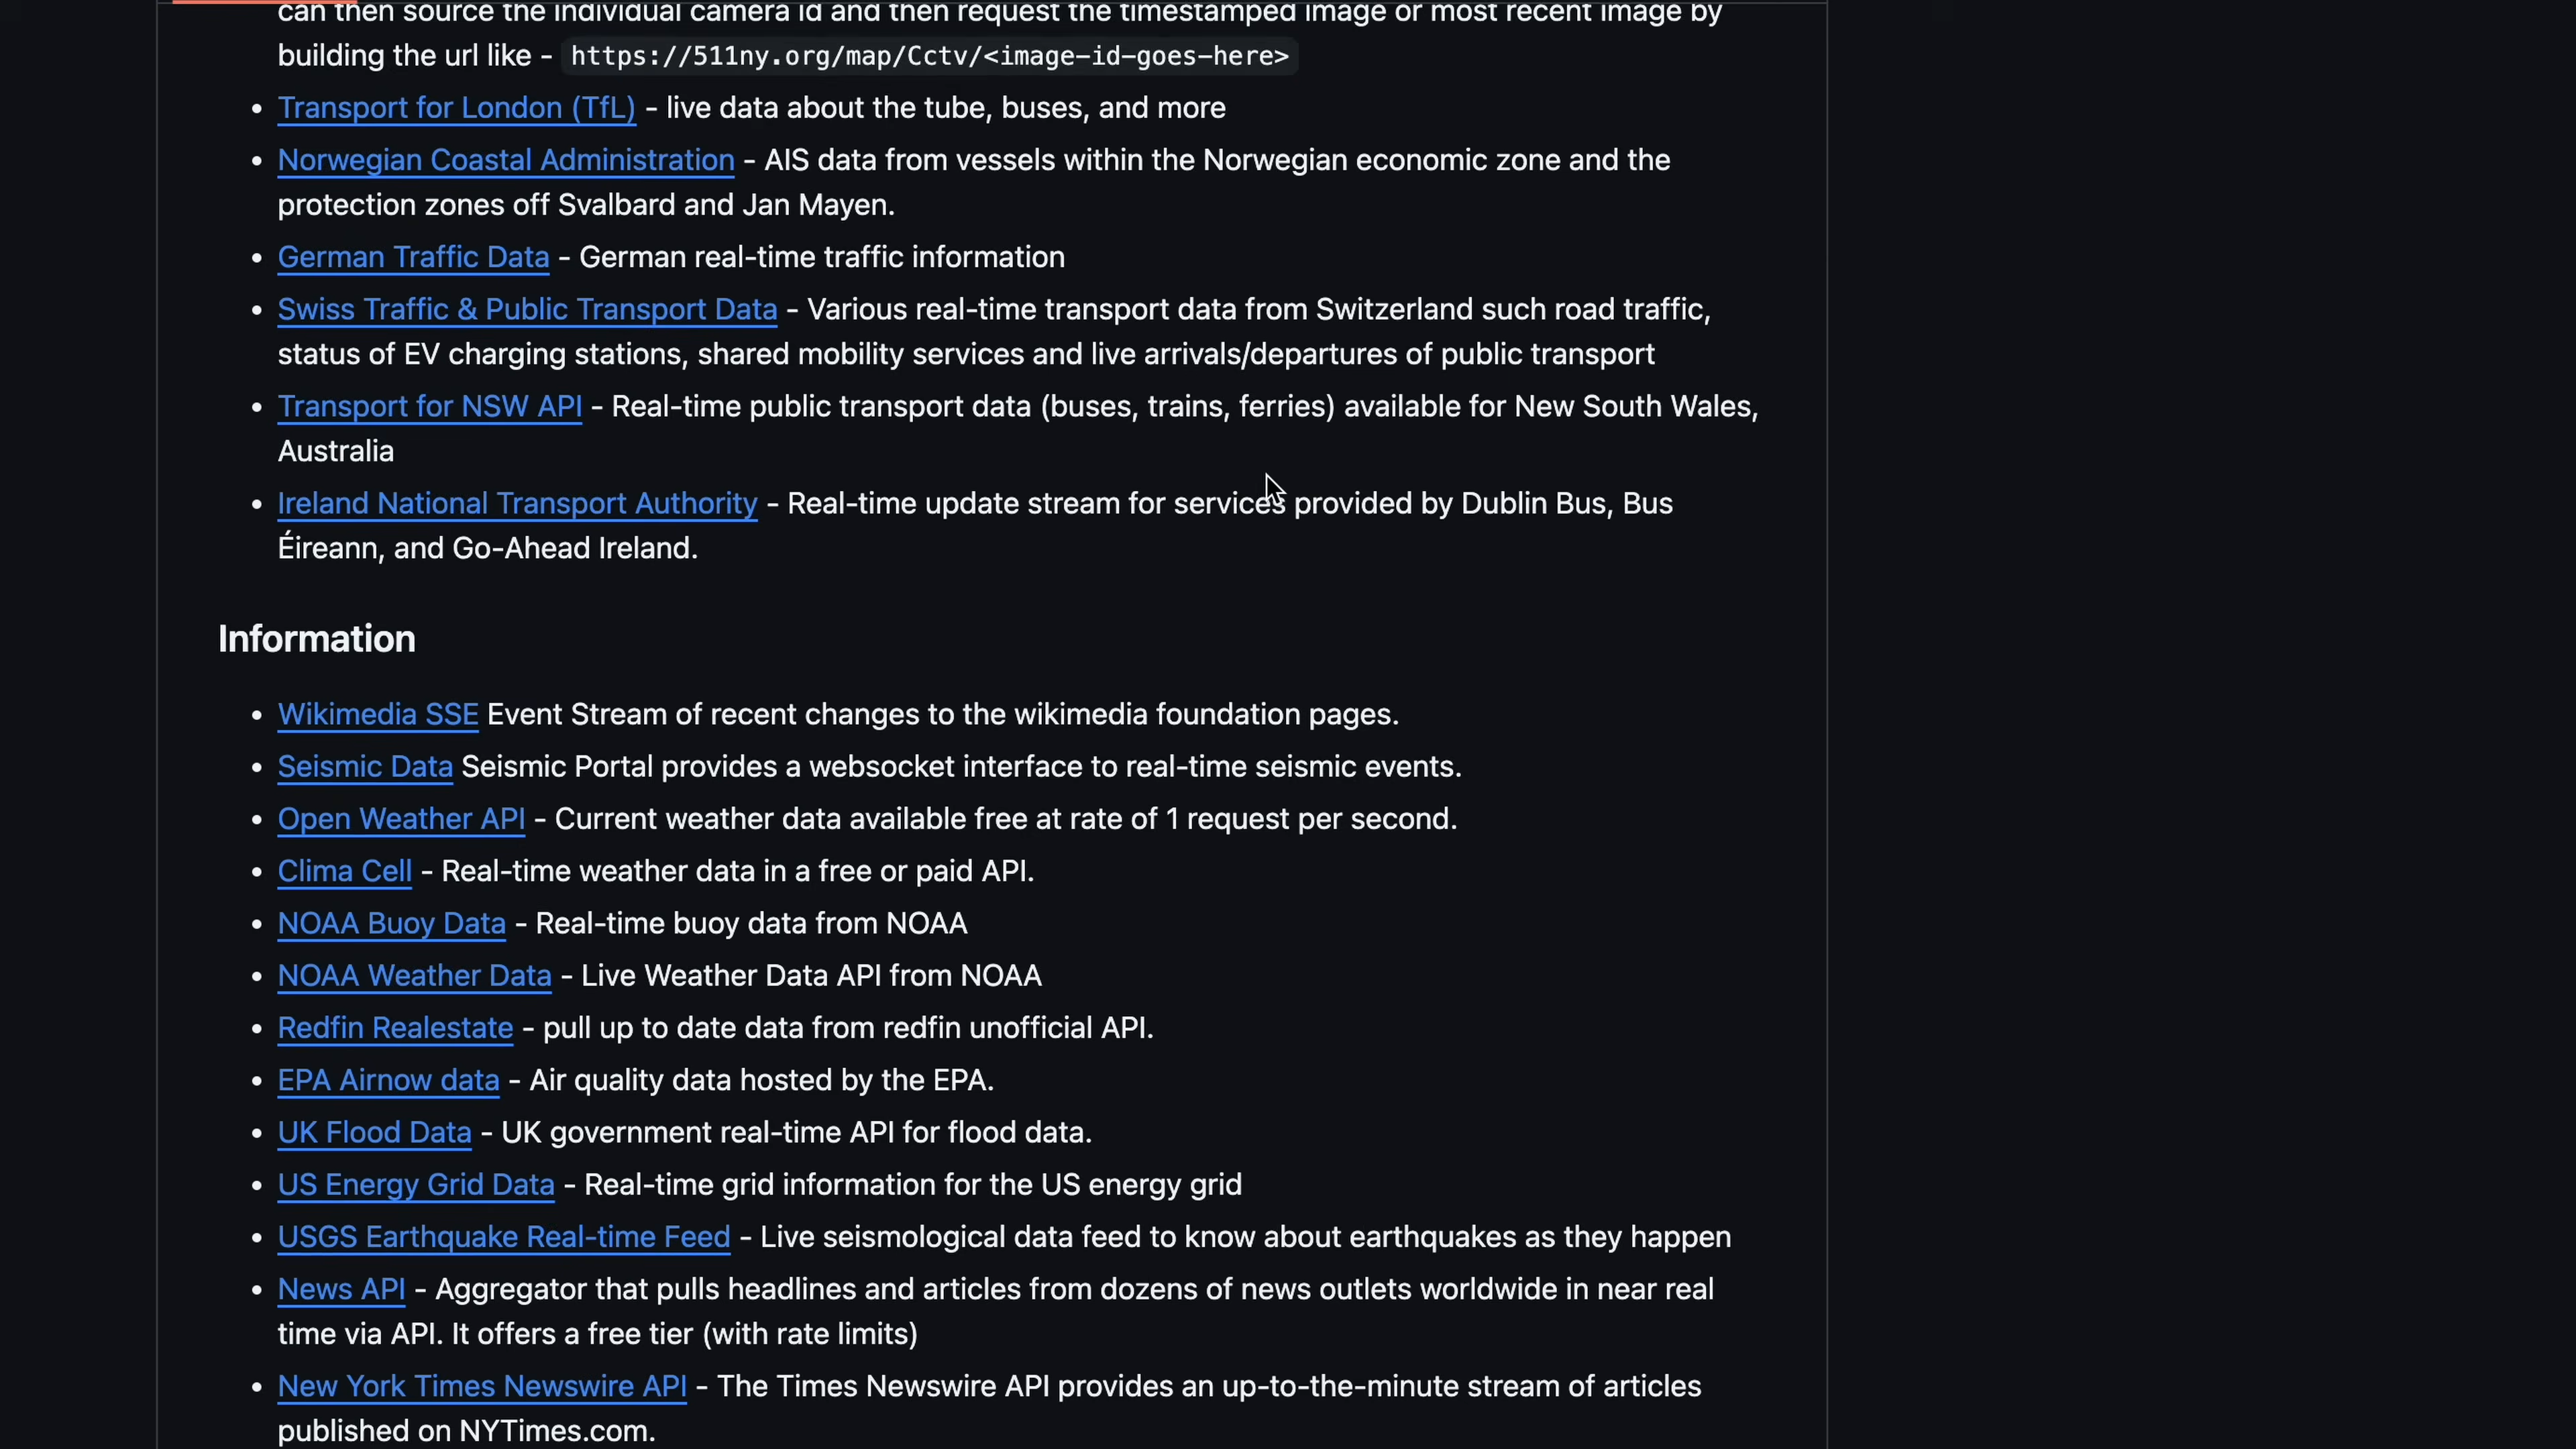 can then source the individual camera id and then request the timestamped image or most recent image by
building the url like - https://511ny.org/map/Cctv/<image-id-goes-here>
• Transport for London (TfL) - live data about the tube, buses, and more
• Norwegian Coastal Administration - AIS data from vessels within the Norwegian economic zone and the
protection zones off Svalbard and Jan Mayen.
• German Traffic Data - German real-time traffic information
• Swiss Traffic & Public Transport Data - Various real-time transport data from Switzerland such road traffic,
status of EV charging stations, shared mobility services and live arrivals/departures of public transport
• Transport for NSW API - Real-time public transport data (buses, trains, ferries) available for New South Wales,
Australia
• Ireland National Transport Authority - Real-time update stream for services provided by Dublin Bus, Bus
Éireann, and Go-Ahead Ireland.
Information
• Wikimedia SSE Event Stream of recent changes to the wikimedia foundation pages.
• Seismic Data Seismic Portal provides a websocket interface to real-time seismic events.
• Open Weather API - Current weather data available free at rate of 1 request per second.
• Clima Cell - Real-time weather data in a free or paid API.
• NOAA Buoy Data - Real-time buoy data from NOAA
• NOAA Weather Data - Live Weather Data API from NOAA
• Redfin Realestate - pull up to date data from redfin unofficial API.
• EPA Airnow data - Air quality data hosted by the EPA.
• UK Flood Data - UK government real-time API for flood data.
• US Energy Grid Data - Real-time grid information for the US energy grid
• USGS Earthquake Real-time Feed - Live seismological data feed to know about earthquakes as they happen
• News API - Aggregator that pulls headlines and articles from dozens of news outlets worldwide in near real
time via API. It offers a free tier (with rate limits)
• New York Times Newswire API - The Times Newswire API provides an up-to-the-minute stream of articles
published on NYTimes.com.